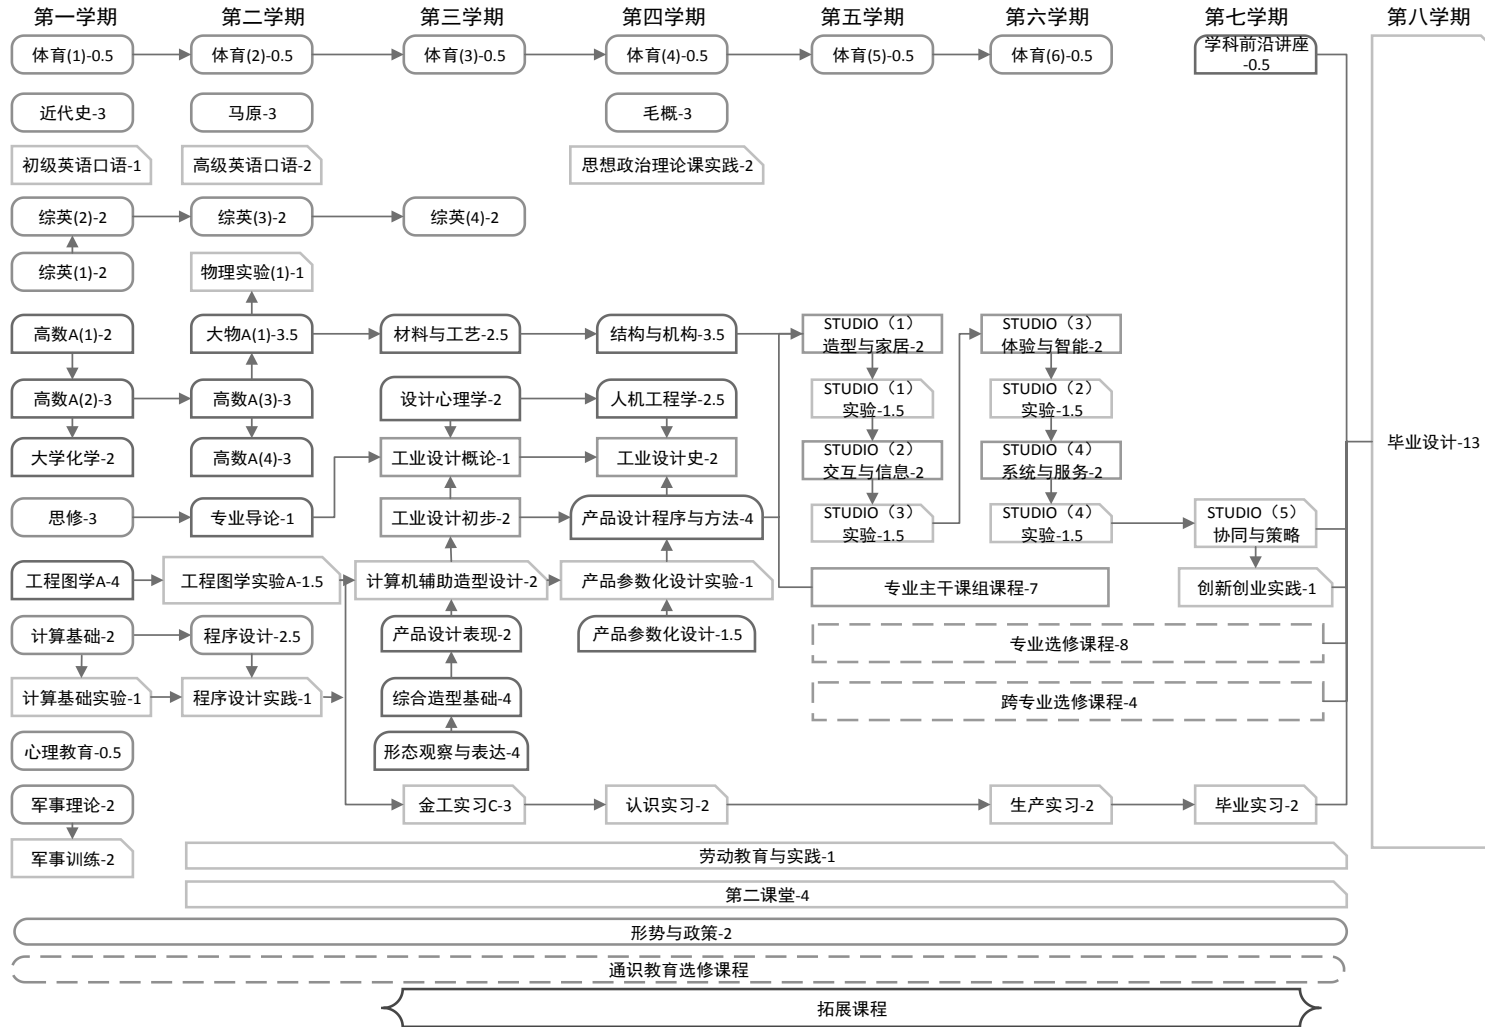 第一学期
第二学期
第三学期
第四学期
第五学期
第六学期
第七学期
第八学期
体育(1)-0.5
体育(2)-0.5
体育(3)-0.5
体育(4)-0.5
体育(5)-0.5
体育(6)-0.5
学科前沿讲座
-0.5
近代史-3
马原-3
毛概-3
初级英语口语-1
高级英语口语-2
思想政治理论课实践-2
综英(2)-2
综英(3)-2
综英(4)-2
综英(1)-2
物理实验(1)-1
高数A(1)-2
大物A(1)-3.5
材料与工艺-2.5
结构与机构-3.5
STUDIO（1）
造型与家居-2
STUDIO（3）
体验与智能-2
高数A(2)-3
高数A(3)-3
设计心理学-2
人机工程学-2.5
STUDIO（1）
实验-1.5
STUDIO（2）
实验-1.5
大学化学-2
高数A(4)-3
工业设计概论-1
工业设计史-2
STUDIO（2）
交互与信息-2
STUDIO（4）
系统与服务-2
毕业设计-13
思修-3
专业导论-1
工业设计初步-2
产品设计程序与方法-4
STUDIO（3）
实验-1.5
STUDIO（4）
实验-1.5
STUDIO（5）
协同与策略
工程图学A-4
工程图学实验A-1.5
计算机辅助造型设计-2
产品参数化设计实验-1
专业主干课组课程-7
创新创业实践-1
计算基础-2
程序设计-2.5
产品设计表现-2
产品参数化设计-1.5
专业选修课程-8
计算基础实验-1
程序设计实践-1
综合造型基础-4
跨专业选修课程-4
心理教育-0.5
形态观察与表达-4
军事理论-2
金工实习C-3
认识实习-2
生产实习-2
毕业实习-2
军事训练-2
劳动教育与实践-1
第二课堂-4
形势与政策-2
通识教育选修课程
拓展课程